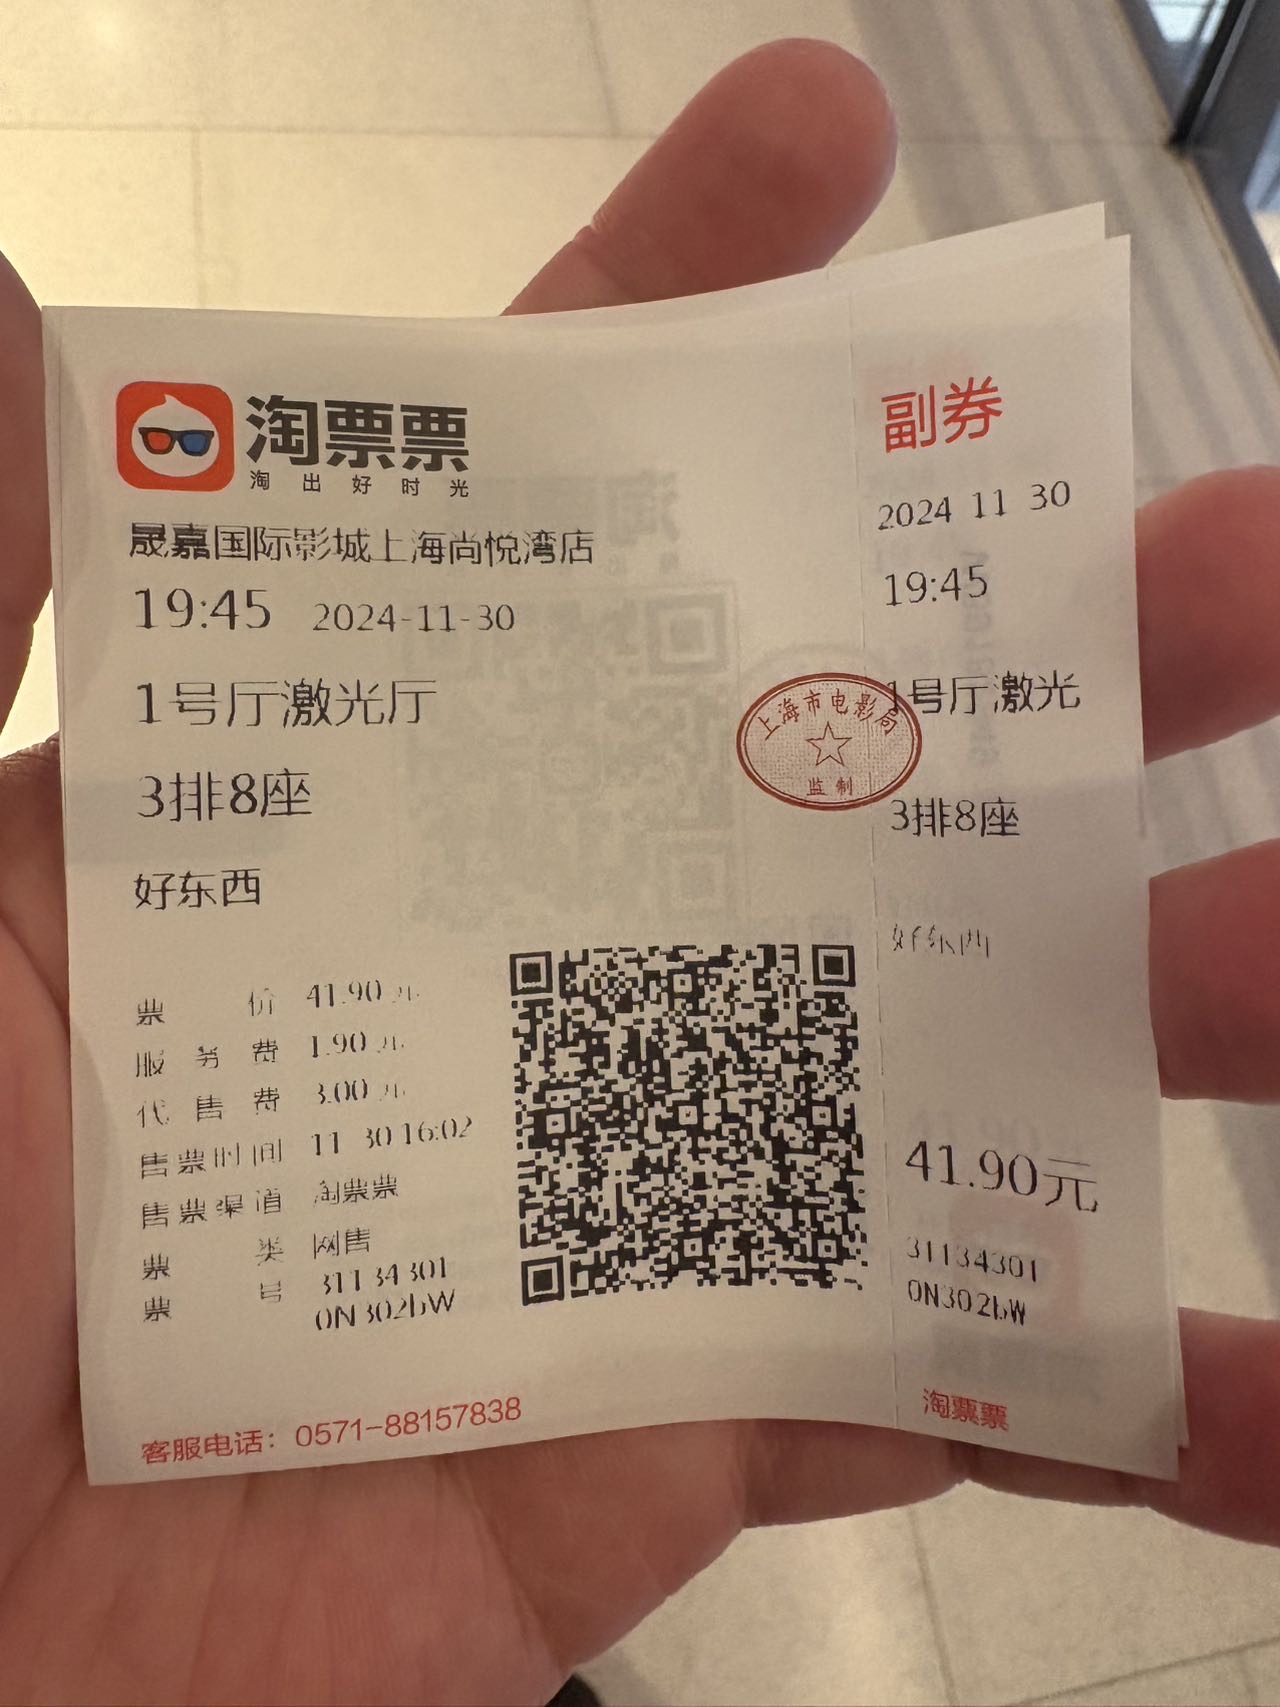 淘票票
淘出好时光
晟嘉国际影城上海尚悦湾店
19:45 2024-11-30
1号厅激光厅
3排8座
好东西
票价 41.90元
服务费 1.90元
代售费 3.00元
售票时间 11-30 16:02
售票渠道 淘票票
票类 网售
票号 31134301
0N302bW
客服电话：0571-88157838
上海市电影局
监制
副券
2024 11 30
19:45
1号厅激光
3排8座
好东西
41.90元
31134301
0N302bW
淘票票